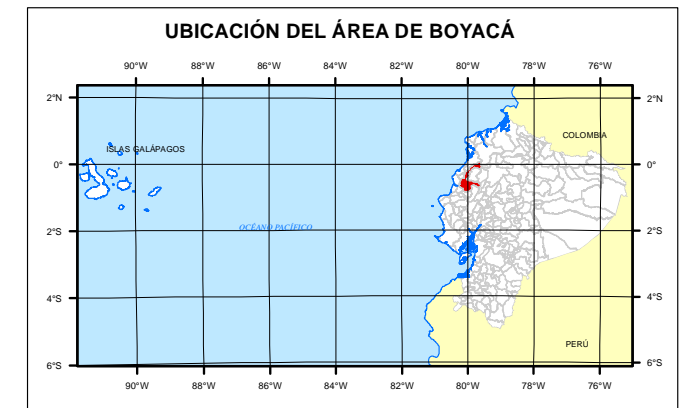 UBICACIÓN DEL ÁREA DE BOYACÁ
90°W 88°W 86°W 84°W 82°W 80°W 78°W 76°W
2°N 2°N
COLOMBIA
ISLAS GALÁPAGOS
0° 0°
OCÉANO PACÍFICO
2°S 2°S
4°S 4°S
PERÚ
6°S 6°S
90°W 88°W 86°W 84°W 82°W 80°W 78°W 76°W